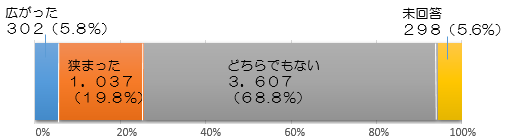 広がった
３０２（5.8%）
未回答
２９８（5.6%）
狭まった
１．０３７
（19.8%）
どちらでもない
３．６０７
（68.8%）
0% 20% 40% 60% 80% 100%